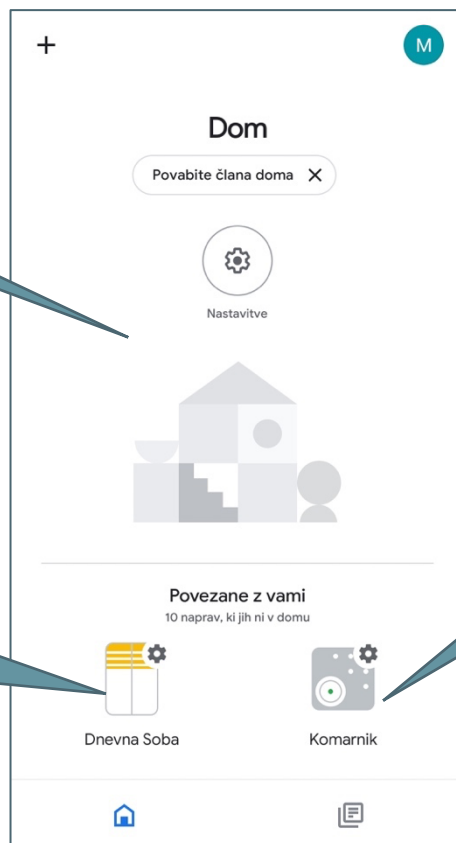 M
Dom
Povabite člana doma
Nastavitve
Povezane z vami
10 naprav, ki jih ni v domu
Dnevna Soba
Komarnik